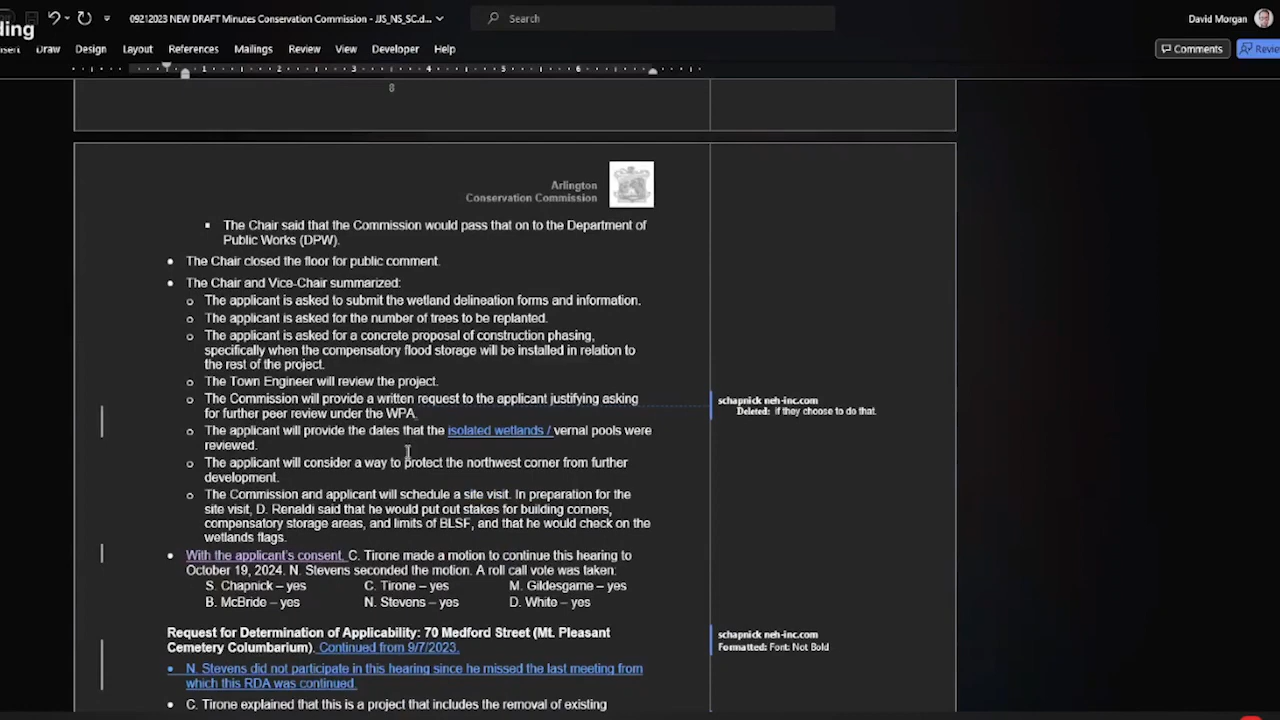 ding
09212023 NEW DRAFT Minutes Conservation Commission - JJS_NS_SC.d...
Search
David Morgan
nsert Draw Design Layout References Mailings Review View Developer Help
Comments
Revie
1 2 3 4 5 6
8
Arlington
Conservation Commission
▪ The Chair said that the Commission would pass that on to the Department of
Public Works (DPW).
• The Chair closed the floor for public comment.
• The Chair and Vice-Chair summarized:
o The applicant is asked to submit the wetland delineation forms and information.
o The applicant is asked for the number of trees to be replanted.
o The applicant is asked for a concrete proposal of construction phasing,
specifically when the compensatory flood storage will be installed in relation to
the rest of the project.
o The Town Engineer will review the project.
o The Commission will provide a written request to the applicant justifying asking
for further peer review under the WPA.
schapnick neh-inc.com
Deleted: if they choose to do that.
o The applicant will provide the dates that the isolated wetlands / vernal pools were
reviewed.
o The applicant will consider a way to protect the northwest corner from further
development.
o The Commission and applicant will schedule a site visit. In preparation for the
site visit, D. Renaldi said that he would put out stakes for building corners,
compensatory storage areas, and limits of BLSF, and that he would check on the
wetlands flags.
• With the applicant's consent, C. Tirone made a motion to continue this hearing to
October 19, 2024. N. Stevens seconded the motion. A roll call vote was taken:
S. Chapnick – yes C. Tirone – yes M. Gildesgame – yes
B. McBride – yes N. Stevens – yes D. White – yes
Request for Determination of Applicability: 70 Medford Street (Mt. Pleasant
Cemetery Columbarium). Continued from 9/7/2023.
schapnick neh-inc.com
Formatted: Font: Not Bold
• N. Stevens did not participate in this hearing since he missed the last meeting from
which this RDA was continued.
• C. Tirone explained that this is a project that includes the removal of existing